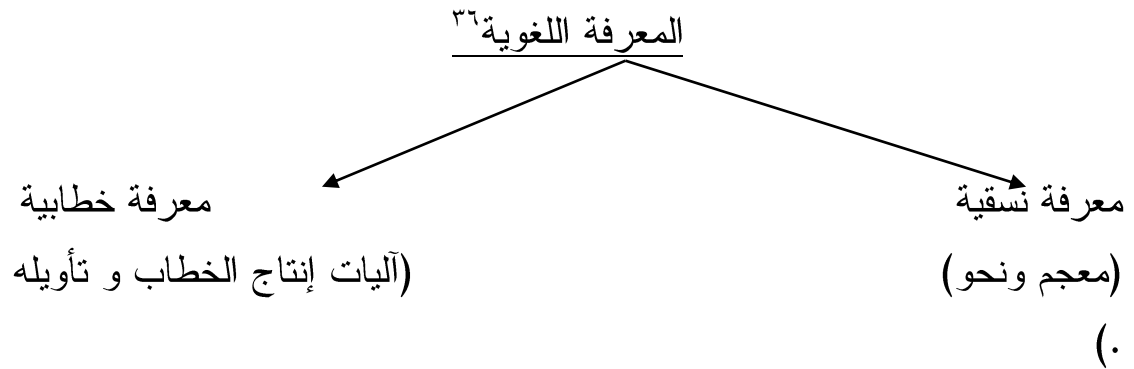 المعرفة اللغوية٣٦
معرفة نسقية معرفة خطابية
(معجم ونحو) (آليات إنتاج الخطاب و تأويله
.)